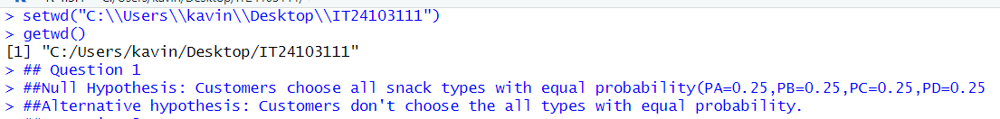 > setwd("C:\\Users\\kavin\\Desktop\\IT24103111")
> getwd()
[1] "C:/Users/kavin/Desktop/IT24103111"
> ## Question 1
> ##Null Hypothesis: Customers choose all snack types with equal probability(PA=0.25,PB=0.25,PC=0.25,PD=0.25
> ##Alternative hypothesis: Customers don't choose the all types with equal probability.